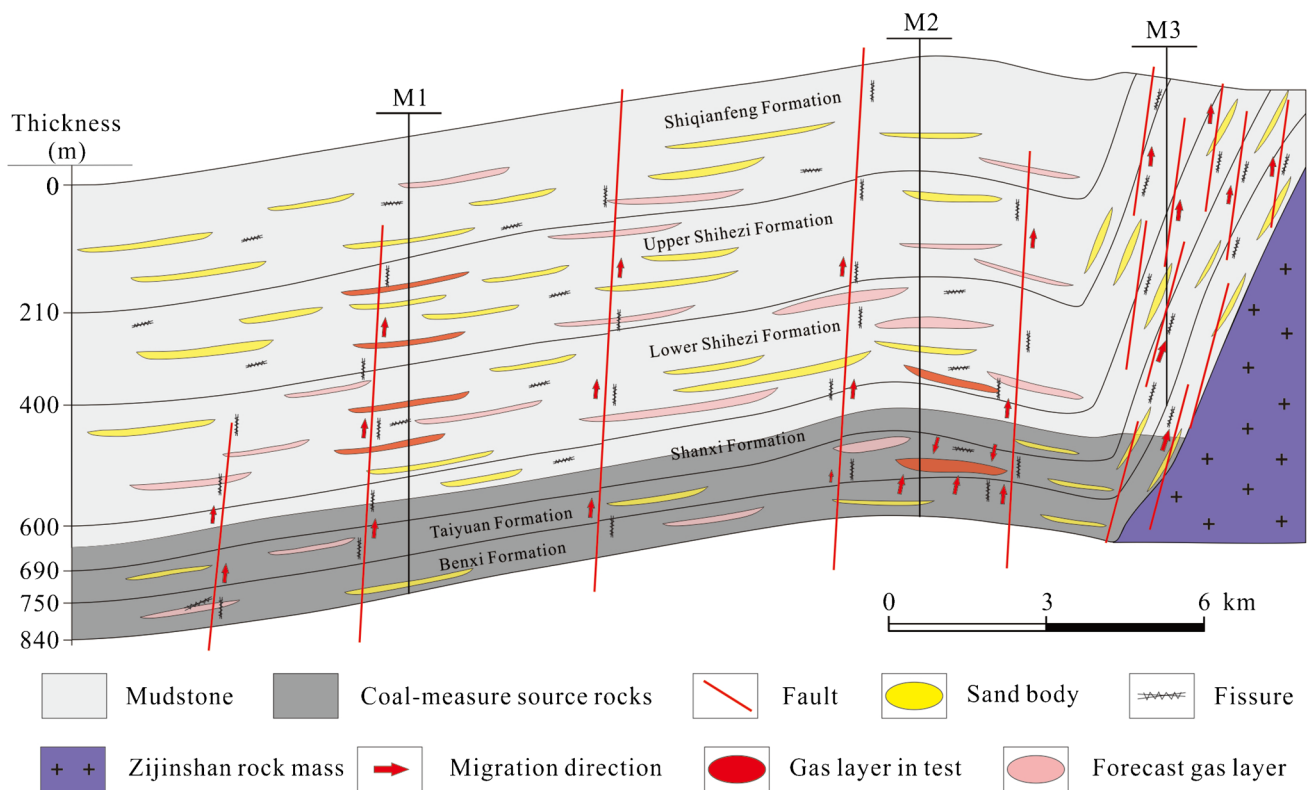 M1
M2
M3
Thickness
(m)
0
210
400
600
690
750
840
Shiqianfeng Formation
Upper Shihezi Formation
Lower Shihezi Formation
Shanxi Formation
Taiyuan Formation
Benxi Formation
0 3 6 km
Mudstone
Coal-measure source rocks
Fault
Sand body
Fissure
Zijinshan rock mass
Migration direction
Gas layer in test
Forecast gas layer